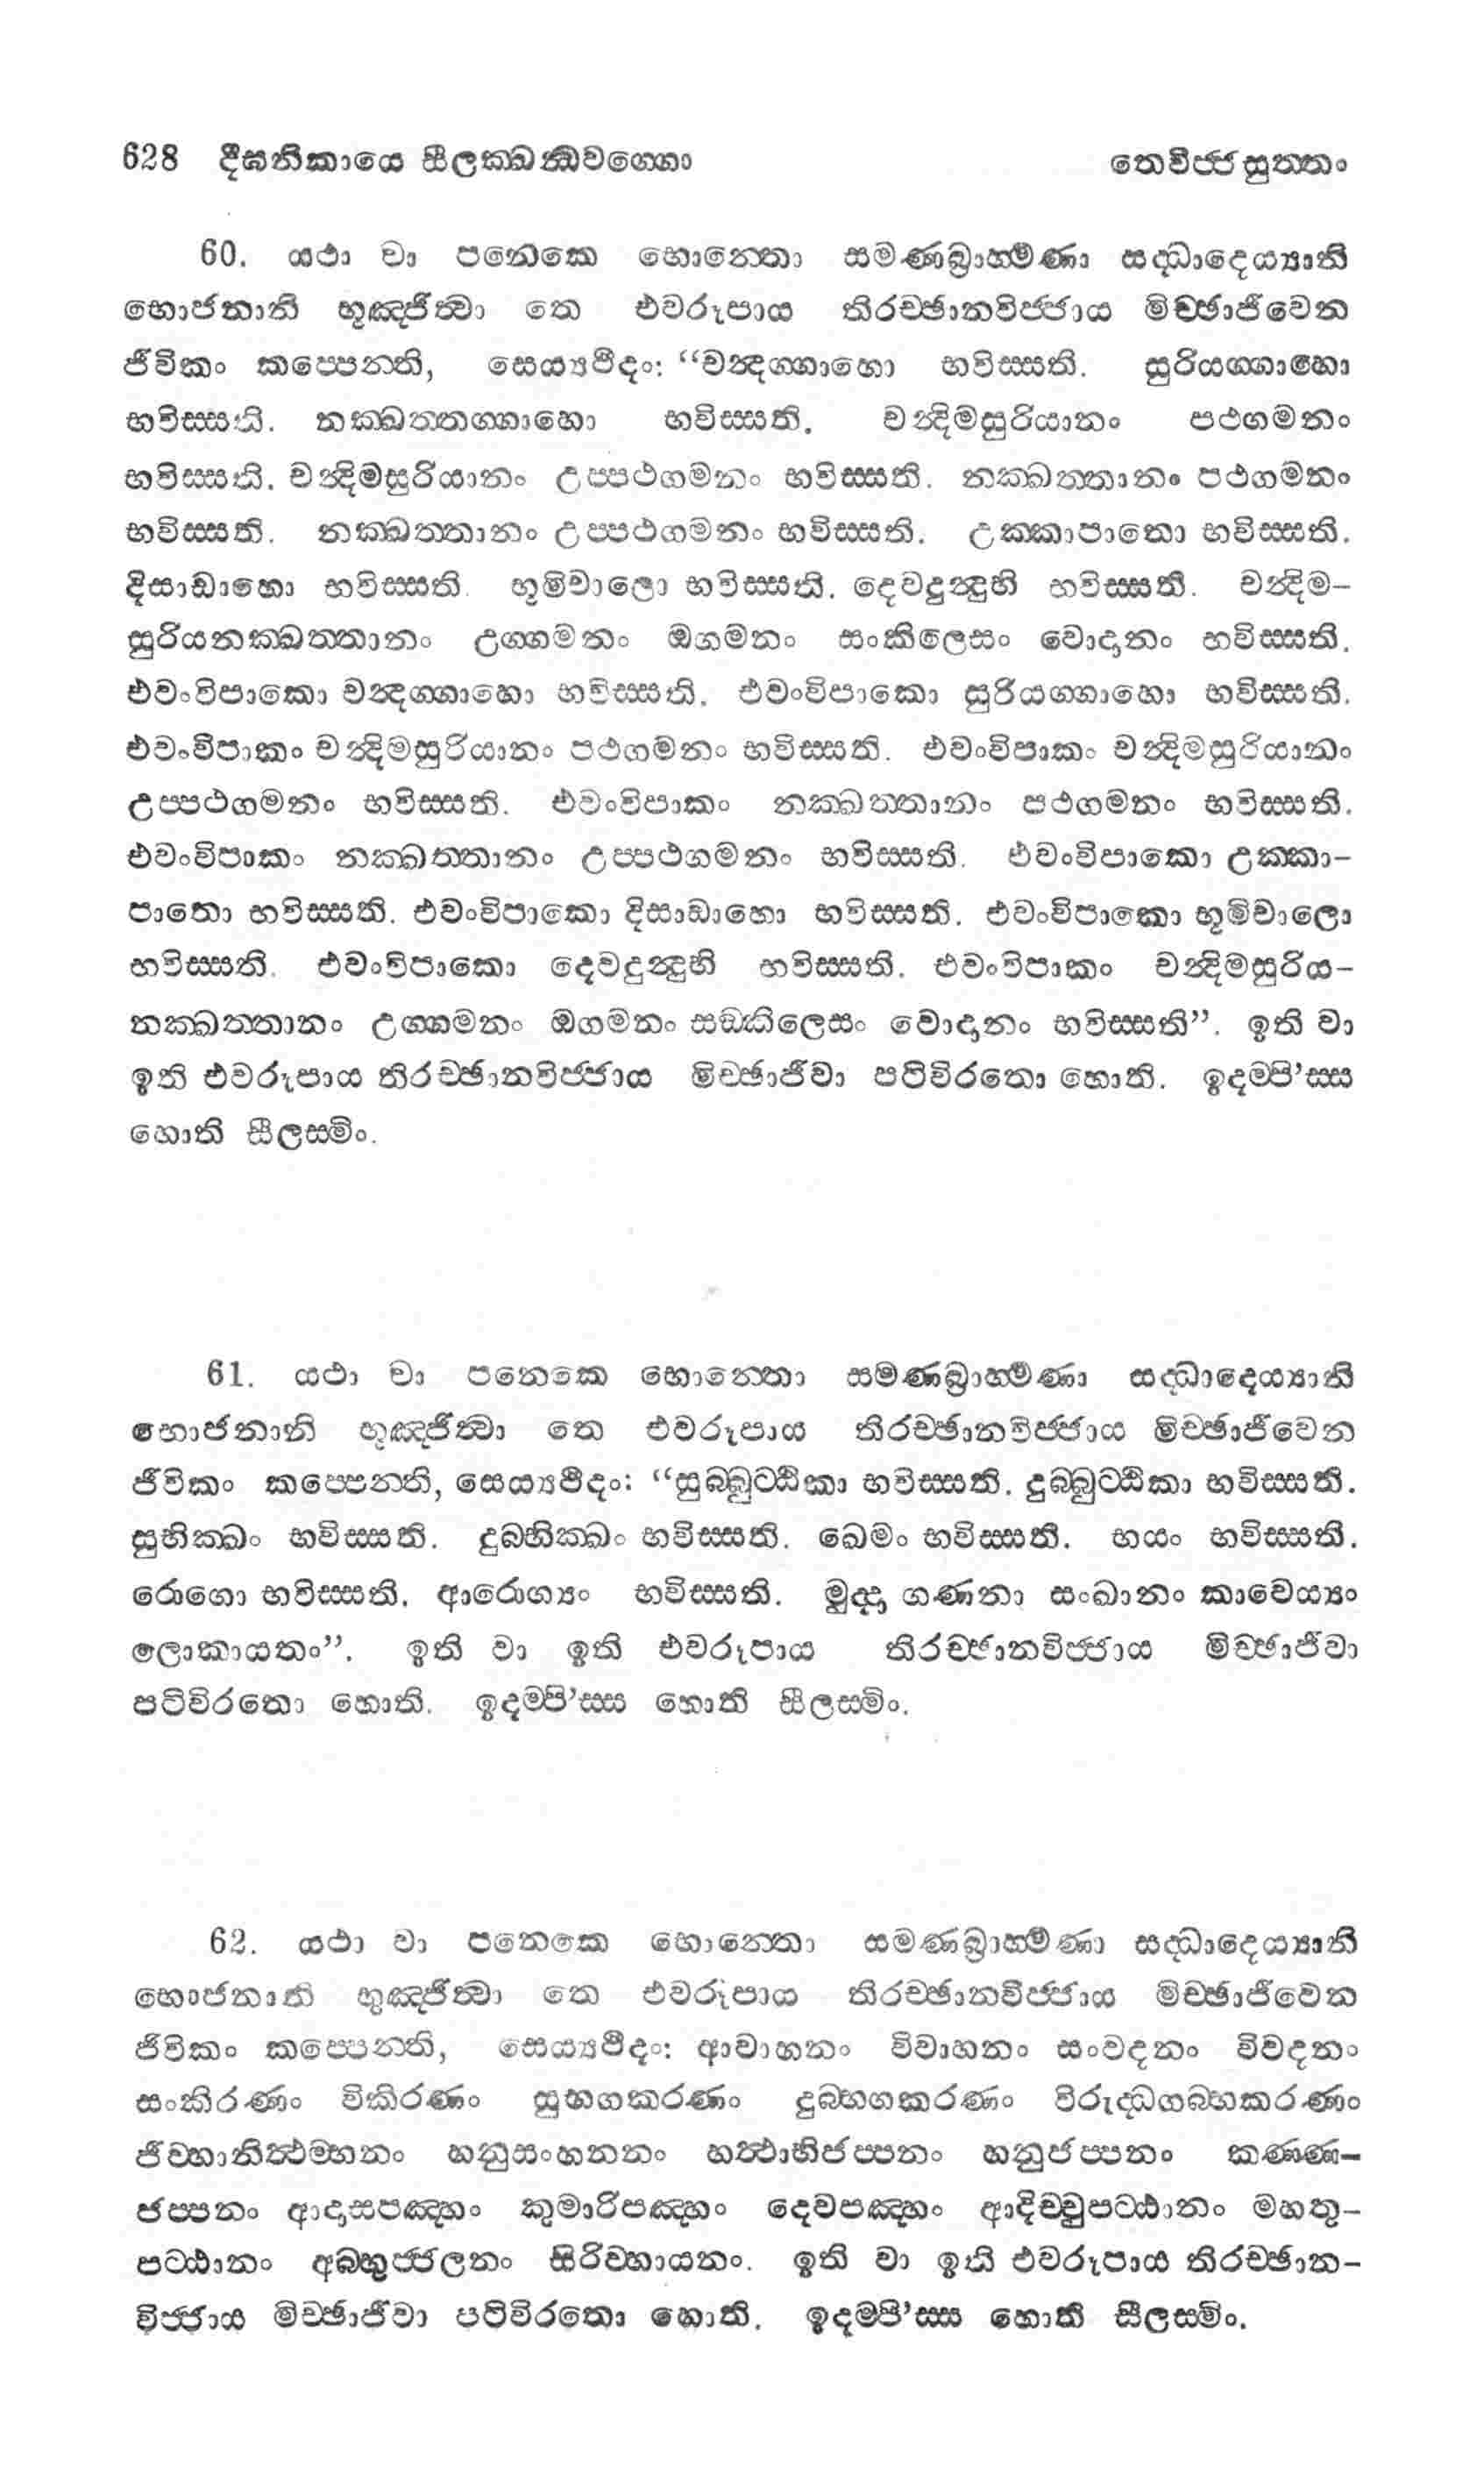 628 දීඝනිකායෙ සීලක්ඛන්ධවග්ගො තෙවිජ්ජසුත්තං
60. යථා වා පනෙකෙ භොන්තො සමණබ්‍රාහ්මණා සද්ධාදෙය්‍යානි
භොජනානි භුඤ්ජිත්වා තෙ එවරූපාය තිරච්ඡානවිජ්ජාය මිච්ඡාජීවෙන
ජීවිකං කප්පෙන්ති, සෙය්‍යථීදං: “චන්දග්ගාහො භවිස්සති. සුරියග්ගාහො
භවිස්සති. නක්ඛත්තග්ගාහො භවිස්සති. චන්දිමසුරියානං පථගමනං
භවිස්සති. චන්දිමසුරියානං උප්පථගමනං භවිස්සති. නක්ඛත්තානං පථගමනං
භවිස්සති. නක්ඛත්තානං උප්පථගමනං භවිස්සති. උක්කාපාතො භවිස්සති.
දිසාඩාහො භවිස්සති. භූමිචාලො භවිස්සති. දෙවදුන්දුභි භවිස්සති. චන්දිම-
සුරියනක්ඛත්තානං උග්ගමනං ඔගමනං සංකිලෙසං වොදානං භවිස්සති.
එවංවිපාකො චන්දග්ගාහො භවිස්සති. එවංවිපාකො සුරියග්ගාහො භවිස්සති.
එවංවිපාකං චන්දිමසුරියානං පථගමනං භවිස්සති. එවංවිපාකං චන්දිමසුරියානං
උප්පථගමනං භවිස්සති. එවංවිපාකං නක්ඛත්තානං පථගමනං භවිස්සති.
එවංවිපාකං නක්ඛත්තානං උප්පථගමනං භවිස්සති. එවංවිපාකො උක්කා-
පාතො භවිස්සති. එවංවිපාකො දිසාඩාහො භවිස්සති. එවංවිපාකො භූමිචාලො
භවිස්සති. එවංවිපාකො දෙවදුන්දුභි භවිස්සති. එවංවිපාකං චන්දිමසුරිය-
නක්ඛත්තානං උග්ගමනං ඔගමනං සඞ්කිලෙසං වොදානං භවිස්සති”. ඉති වා
ඉති එවරූපාය තිරච්ඡානවිජ්ජාය මිච්ඡාජීවා පටිවිරතො හොති. ඉදම්පි’ස්ස
හොති සීලස්මිං.
61. යථා වා පනෙකෙ භොන්තො සමණබ්‍රාහ්මණා සද්ධාදෙය්‍යානි
භොජනානි භුඤ්ජිත්වා තෙ එවරූපාය තිරච්ඡානවිජ්ජාය මිච්ඡාජීවෙන
ජීවිකං කප්පෙන්ති, සෙය්‍යථීදං: “සුබ්බුට්ඨිකා භවිස්සති. දුබ්බුට්ඨිකා භවිස්සති.
සුභික්ඛං භවිස්සති. දුබ්භික්ඛං භවිස්සති. ඛෙමං භවිස්සති. භයං භවිස්සති.
රොගො භවිස්සති. ආරොග්‍යං භවිස්සති. මුද්දා ගණනා සංඛානං කාවෙය්‍යං
ලොකායතං”. ඉති වා ඉති එවරූපාය තිරච්ඡානවිජ්ජාය මිච්ඡාජීවා
පටිවිරතො හොති. ඉදම්පි’ස්ස හොති සීලස්මිං.
62. යථා වා පනෙකෙ භොන්තො සමණබ්‍රාහ්මණා සද්ධාදෙය්‍යානි
භොජනානි භුඤ්ජිත්වා තෙ එවරූපාය තිරච්ඡානවිජ්ජාය මිච්ඡාජීවෙන
ජීවිකං කප්පෙන්ති, සෙය්‍යථීදං: ආවාහනං විවාහනං සංවදනං විවදනං
සංකිරණං විකිරණං සුභගකරණං දුබ්භගකරණං විරුද්ධගබ්භකරණං
ජිව්හානිත්ථම්භනං හනුසංහනනං හත්ථාභිජප්පනං හනුජප්පනං කණ්ණ-
ජප්පනං ආදාසපඤ්හං කුමාරිපඤ්හං දෙවපඤ්හං ආදිච්චුපට්ඨානං මහතු-
පට්ඨානං අබ්භුජ්ජලනං සිරිව්හායනං. ඉති වා ඉති එවරූපාය තිරච්ඡාන-
විජ්ජාය මිච්ඡාජීවා පටිවිරතො හොති. ඉදම්පි’ස්ස හොති සීලස්මිං.